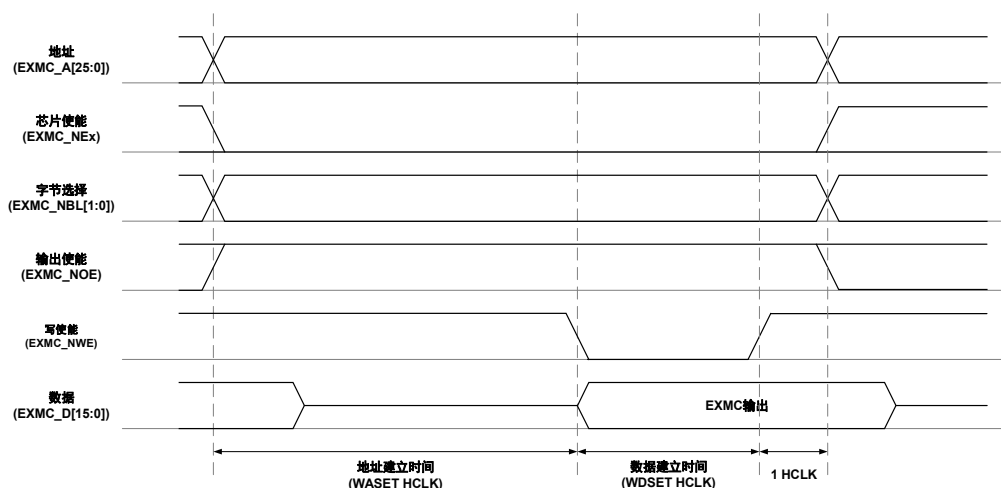 地址
(EXMC_A[25:0])
芯片使能
(EXMC_NEx)
字节选择
(EXMC_NBL[1:0])
输出使能
(EXMC_NOE)
写使能
(EXMC_NWE)
数据
(EXMC_D[15:0])
EXMC输出
地址建立时间
(WASET HCLK)
数据建立时间
(WDSET HCLK)
1 HCLK